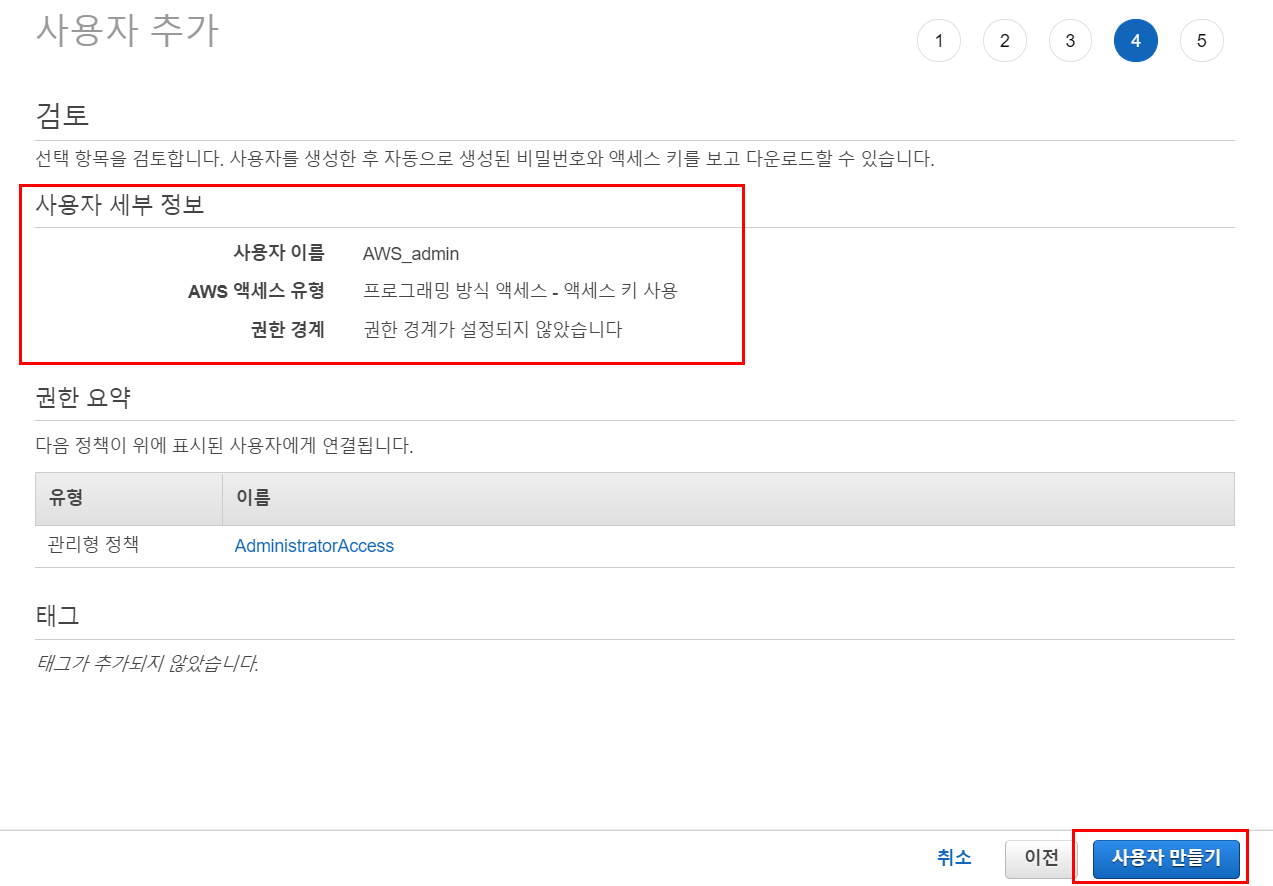 사용자 추가
1 2 3 4 5
검토
선택 항목을 검토합니다. 사용자를 생성한 후 자동으로 생성된 비밀번호와 액세스 키를 보고 다운로드할 수 있습니다.
사용자 세부 정보
사용자 이름 AWS_admin
AWS 액세스 유형 프로그래밍 방식 액세스 - 액세스 키 사용
권한 경계 권한 경계가 설정되지 않았습니다
권한 요약
다음 정책이 위에 표시된 사용자에게 연결됩니다.
유형 이름
관리형 정책 AdministratorAccess
태그
태그가 추가되지 않았습니다.
취소 이전 사용자 만들기